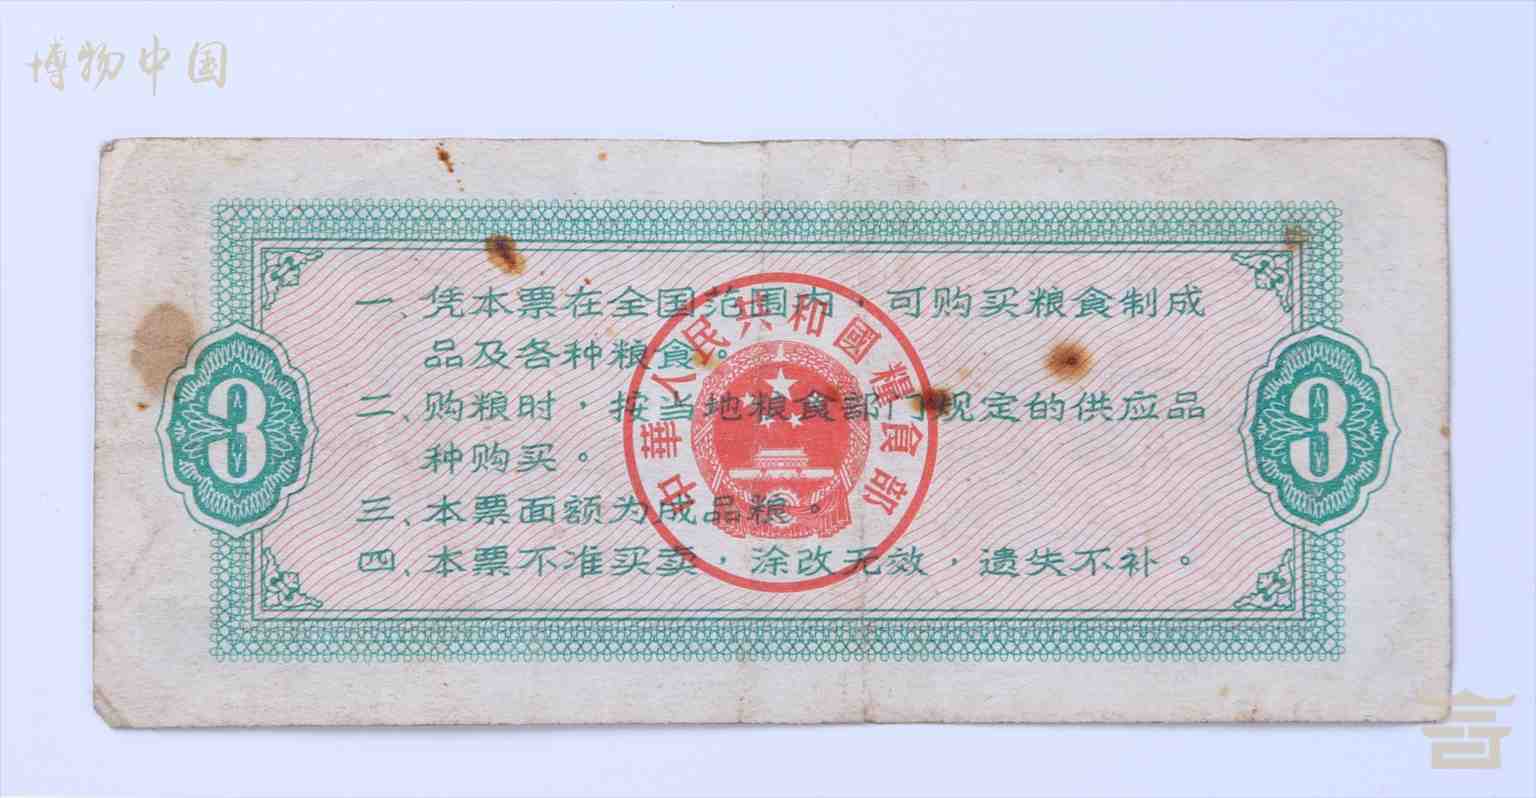 博物中国
一、凭本票在全国范围内，可购买粮食制成
品及各种粮食。
二、购粮时，按当地粮食部门规定的供应品
种购买。
三、本票面额为成品粮。
四、本票不准买卖，涂改无效，遗失不补。
中華人民共和國糧食部
3
3